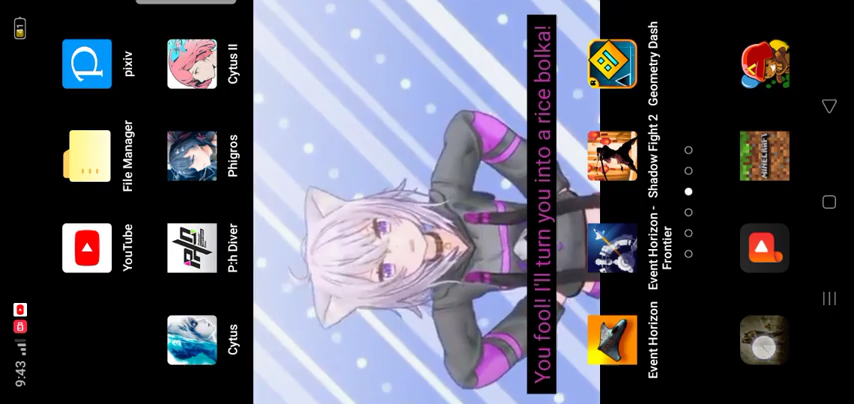 9:43
YouTube
File Manager
pixiv
Cytus
P:h Diver
Phigros
Cytus II
You fool! I'll turn you into a rice bolka!
Event Horizon
Event Horizon -
Frontier
Shadow Fight 2
Geometry Dash
MINECRAFT